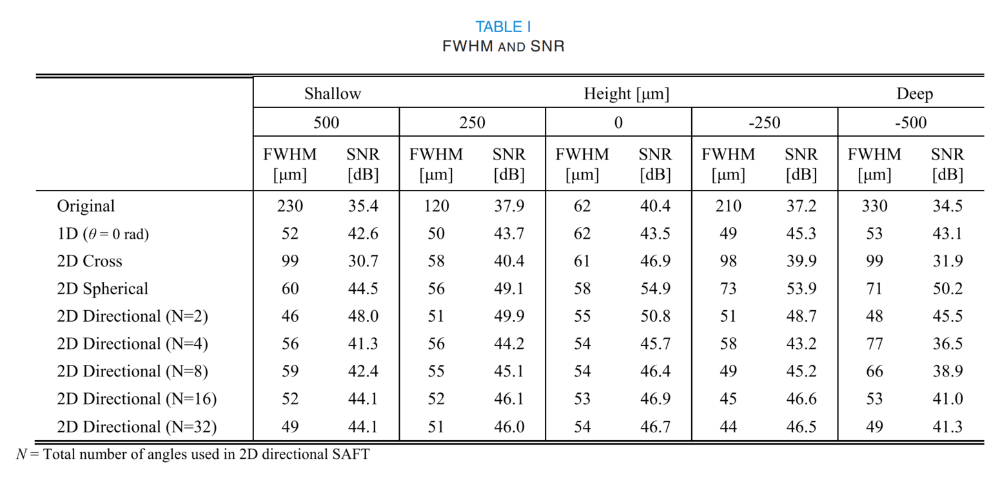 TABLE I
FWHM AND SNR
Shallow Height [μm] Deep
500 250 0 -250 -500
FWHM SNR FWHM SNR FWHM SNR FWHM SNR FWHM SNR
[μm] [dB] [μm] [dB] [μm] [dB] [μm] [dB] [μm] [dB]
Original 230 35.4 120 37.9 62 40.4 210 37.2 330 34.5
1D (θ = 0 rad) 52 42.6 50 43.7 62 43.5 49 45.3 53 43.1
2D Cross 99 30.7 58 40.4 61 46.9 98 39.9 99 31.9
2D Spherical 60 44.5 56 49.1 58 54.9 73 53.9 71 50.2
2D Directional (N=2) 46 48.0 51 49.9 55 50.8 51 48.7 48 45.5
2D Directional (N=4) 56 41.3 56 44.2 54 45.7 58 43.2 77 36.5
2D Directional (N=8) 59 42.4 55 45.1 54 46.4 49 45.2 66 38.9
2D Directional (N=16) 52 44.1 52 46.1 53 46.9 45 46.6 53 41.0
2D Directional (N=32) 49 44.1 51 46.0 54 46.7 44 46.5 49 41.3
N = Total number of angles used in 2D directional SAFT